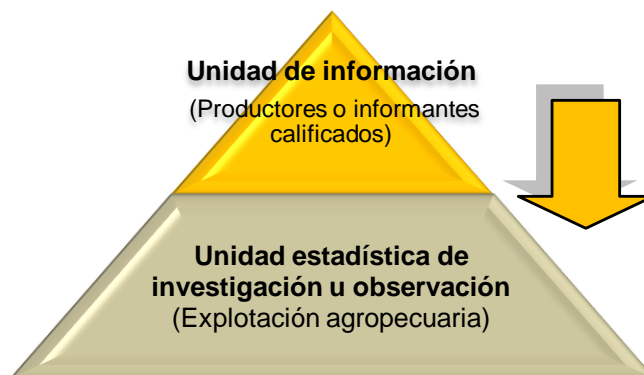 Unidad de información
(Productores o informantes
calificados)
Unidad estadística de
investigación u observación
(Explotación agropecuaria)